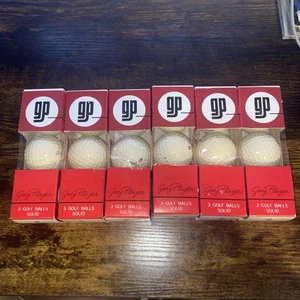 gp gp gp gp gp gp
Gary Player Gary Player Gary Player Gary Player Gary Player Gary Player
3 GOLF BALLS 3 GOLF BALLS 3 GOLF BALLS 3 GOLF BALLS 3 GOLF BALLS 3 GOLF BALLS
SOLID SOLID SOLID SOLID SOLID SOLID